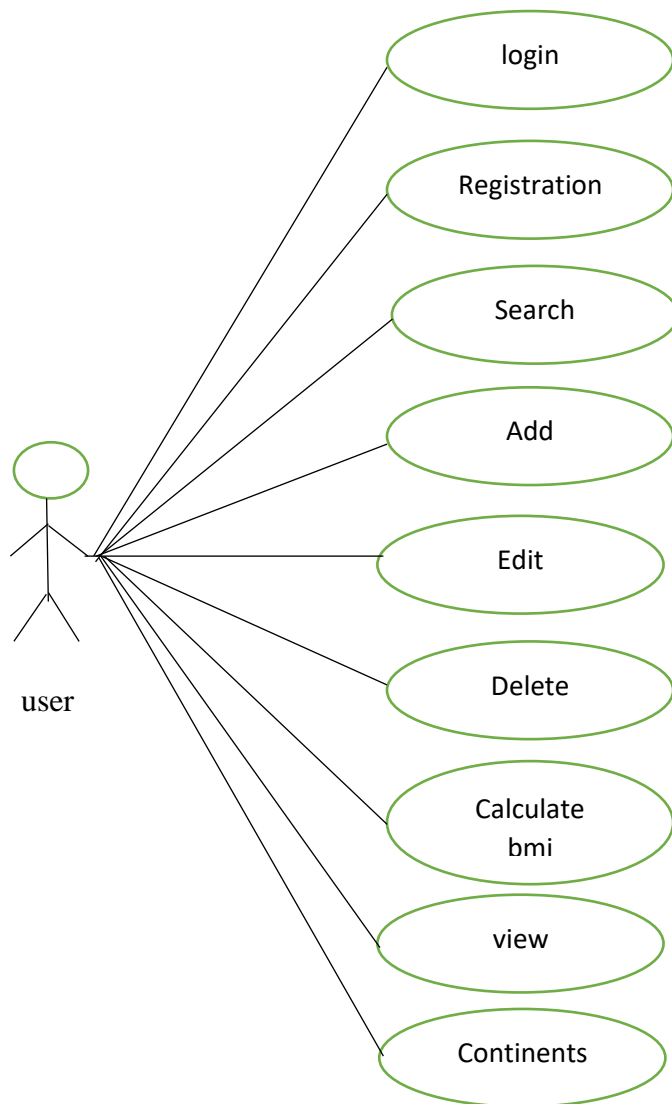 login
Registration
Search
Add
Edit
Delete
user
Calculate
bmi
view
Continents